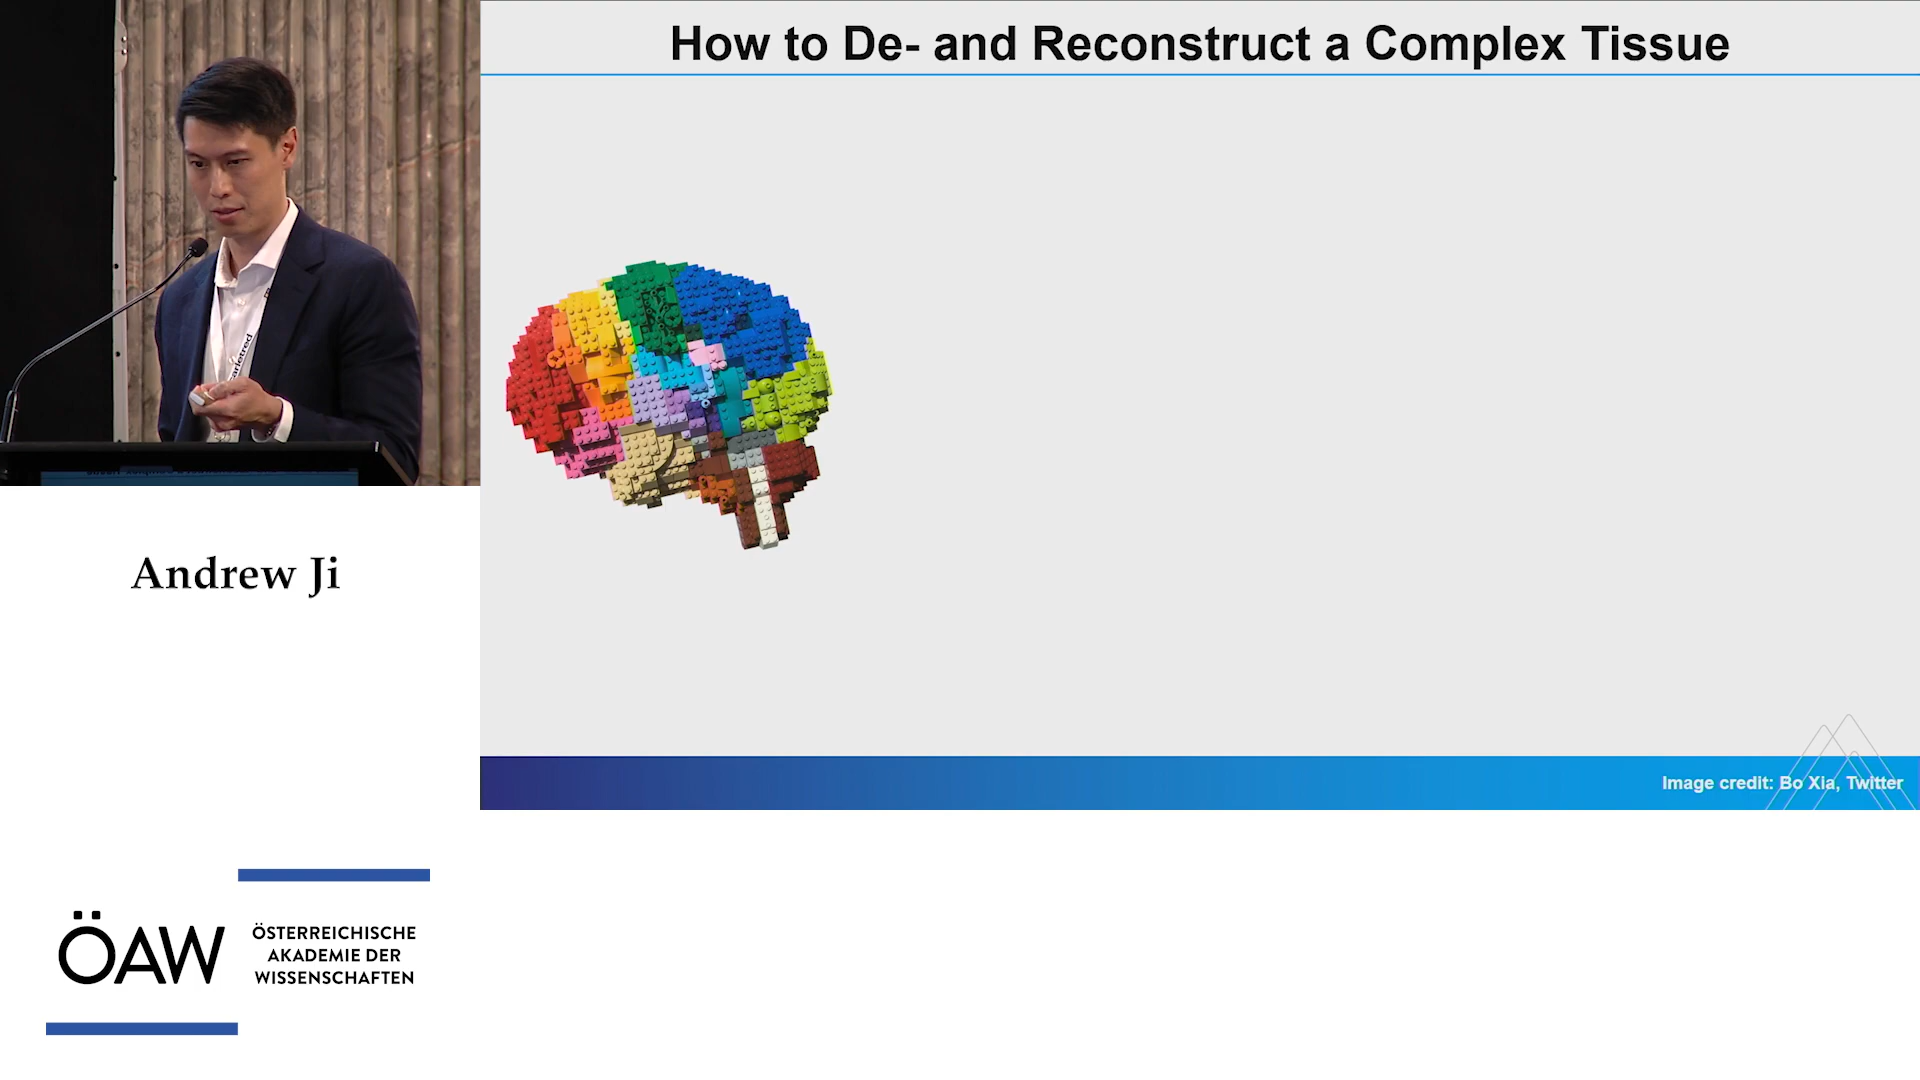 How to De- and Reconstruct a Complex Tissue
Andrew Ji
Image credit: Bo Xia, Twitter
ÖAW
ÖSTERREICHISCHE
AKADEMIE DER
WISSENSCHAFTEN